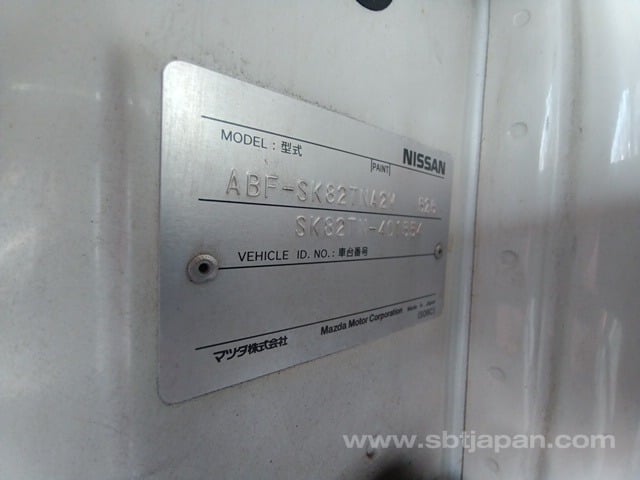 MODEL : 型式
PAINT
NISSAN
ABF-SK82TN
VEHICLE ID. NO. : 車台番号
マツダ株式会社
Mazda Motor Corporation
Made in Japan
(S08C)
www.sbtjapan.com